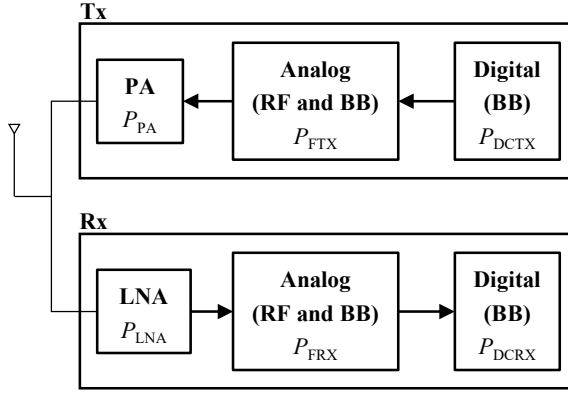 Tx
PA
P_PA
Analog
(RF and BB)
P_FTX
Digital
(BB)
P_DCTX
Rx
LNA
P_LNA
Analog
(RF and BB)
P_FRX
Digital
(BB)
P_DCRX